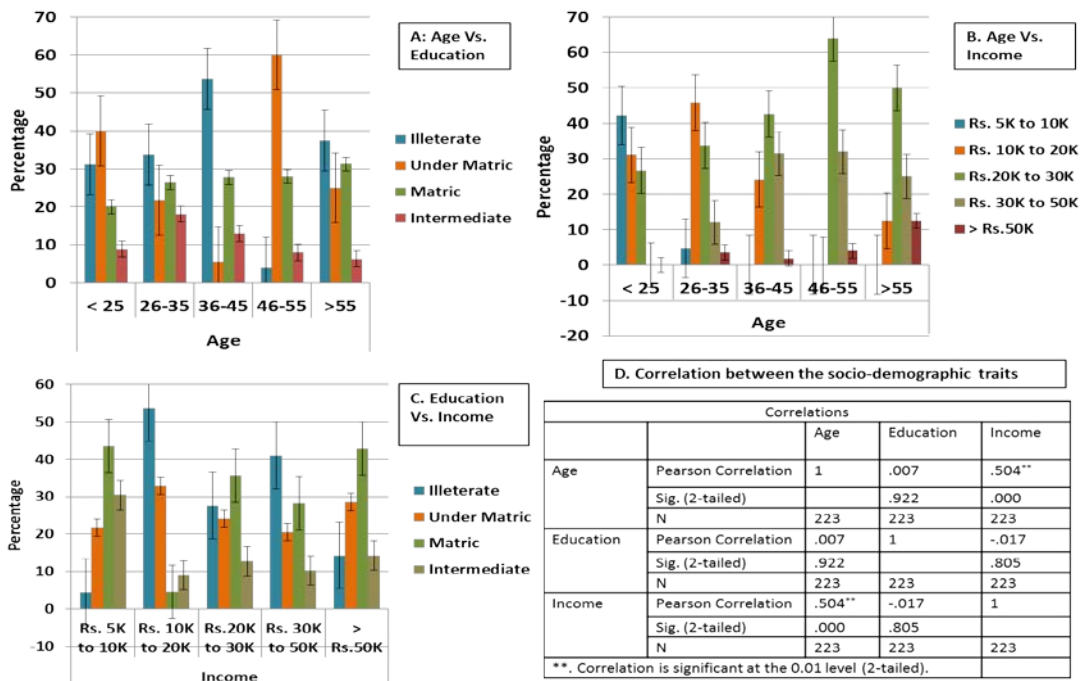 A: Age Vs.
Education
Percentage
70
60
50
40
30
20
10
0
< 25
26-35
36-45
46-55
>55
Age
Illeterate
Under Matric
Matric
Intermediate
B. Age Vs.
Income
Percentage
70
60
50
40
30
20
10
0
-10
-20
< 25
26-35
36-45
46-55
>55
Age
Rs. 5K to 10K
Rs. 10K to 20K
Rs.20K to 30K
Rs. 30K to 50K
> Rs.50K
C. Education
Vs. Income
Percentage
60
50
40
30
20
10
0
-10
Rs. 5K
to 10K
Rs. 10K
to 20K
Rs.20K
to 30K
Rs. 30K
to 50K
>
Rs.50K
Income
Illeterate
Under Matric
Matric
Intermediate
D. Correlation between the socio-demographic traits
Correlations
Age Education Income
Age Pearson Correlation 1 .007 .504**
Sig. (2-tailed) .922 .000
N 223 223 223
Education Pearson Correlation .007 1 -.017
Sig. (2-tailed) .922 .805
N 223 223 223
Income Pearson Correlation .504** -.017 1
Sig. (2-tailed) .000 .805
N 223 223 223
**. Correlation is significant at the 0.01 level (2-tailed).